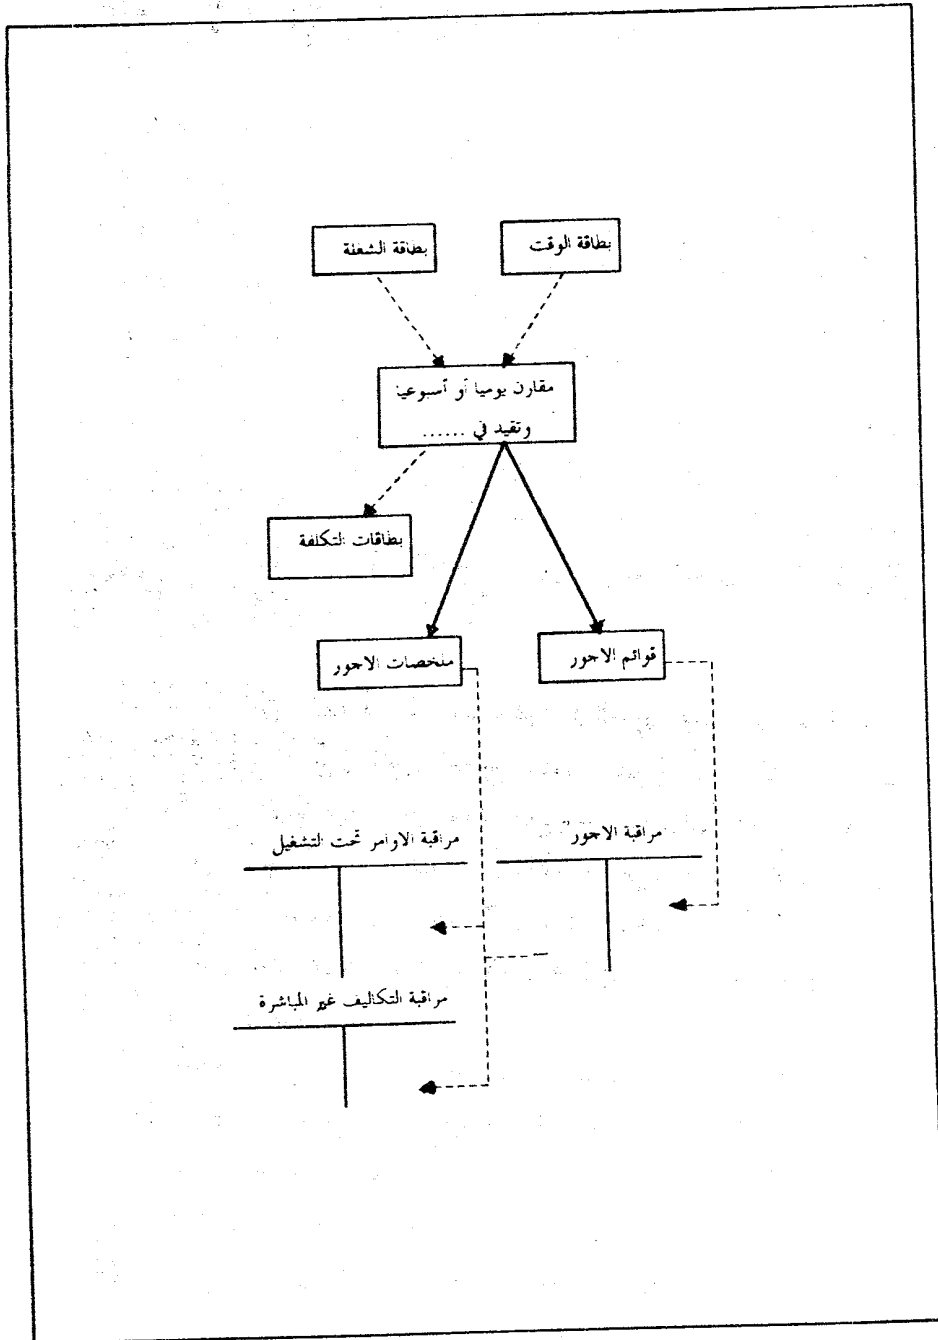 بطاقة الوقت
بطاقة الشغلة
مقارن يوميا أو أسبوعيا
وتقيد في ......
بطاقات التكلفة
قوائم الاجور
ملخصات الاجور
مراقبة الاجور
مراقبة الاوامر تحت التشغيل
مراقبة التكاليف غير المباشرة